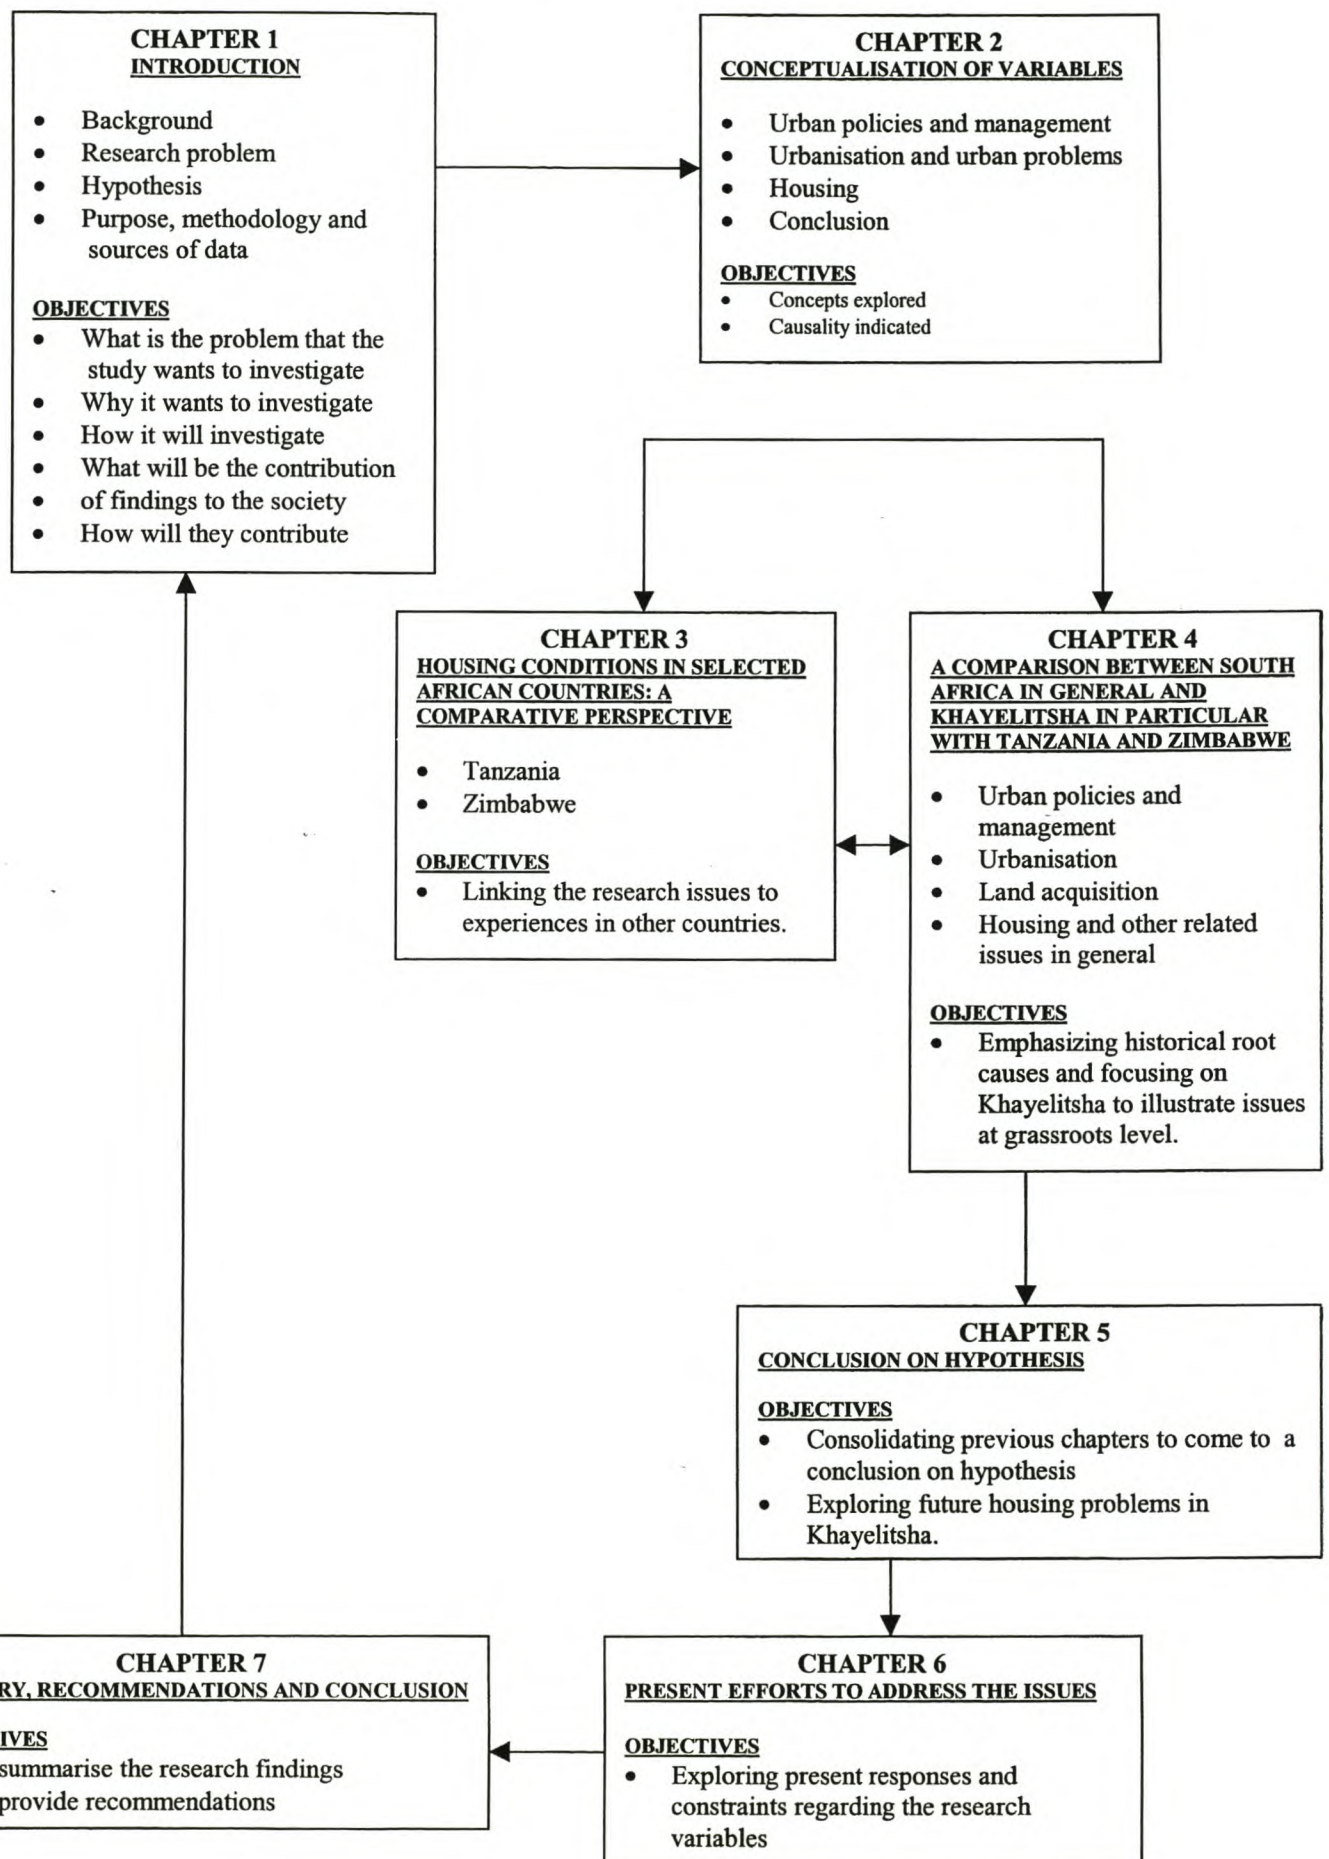 CHAPTER 1
INTRODUCTION
• Background
• Research problem
• Hypothesis
• Purpose, methodology and
sources of data
OBJECTIVES
• What is the problem that the
study wants to investigate
• Why it wants to investigate
• How it will investigate
• What will be the contribution
• of findings to the society
• How will they contribute
CHAPTER 2
CONCEPTUALISATION OF VARIABLES
• Urban policies and management
• Urbanisation and urban problems
• Housing
• Conclusion
OBJECTIVES
• Concepts explored
• Causality indicated
CHAPTER 3
HOUSING CONDITIONS IN SELECTED
AFRICAN COUNTRIES: A
COMPARATIVE PERSPECTIVE
• Tanzania
• Zimbabwe
OBJECTIVES
• Linking the research issues to
experiences in other countries.
CHAPTER 4
A COMPARISON BETWEEN SOUTH
AFRICA IN GENERAL AND
KHAYELITSHA IN PARTICULAR
WITH TANZANIA AND ZIMBABWE
• Urban policies and
management
• Urbanisation
• Land acquisition
• Housing and other related
issues in general
OBJECTIVES
• Emphasizing historical root
causes and focusing on
Khayelitsha to illustrate issues
at grassroots level.
CHAPTER 5
CONCLUSION ON HYPOTHESIS
OBJECTIVES
• Consolidating previous chapters to come to a
conclusion on hypothesis
• Exploring future housing problems in
Khayelitsha.
CHAPTER 6
PRESENT EFFORTS TO ADDRESS THE ISSUES
OBJECTIVES
• Exploring present responses and
constraints regarding the research
variables
CHAPTER 7
RY, RECOMMENDATIONS AND CONCLUSION
IVES
summarise the research findings
provide recommendations